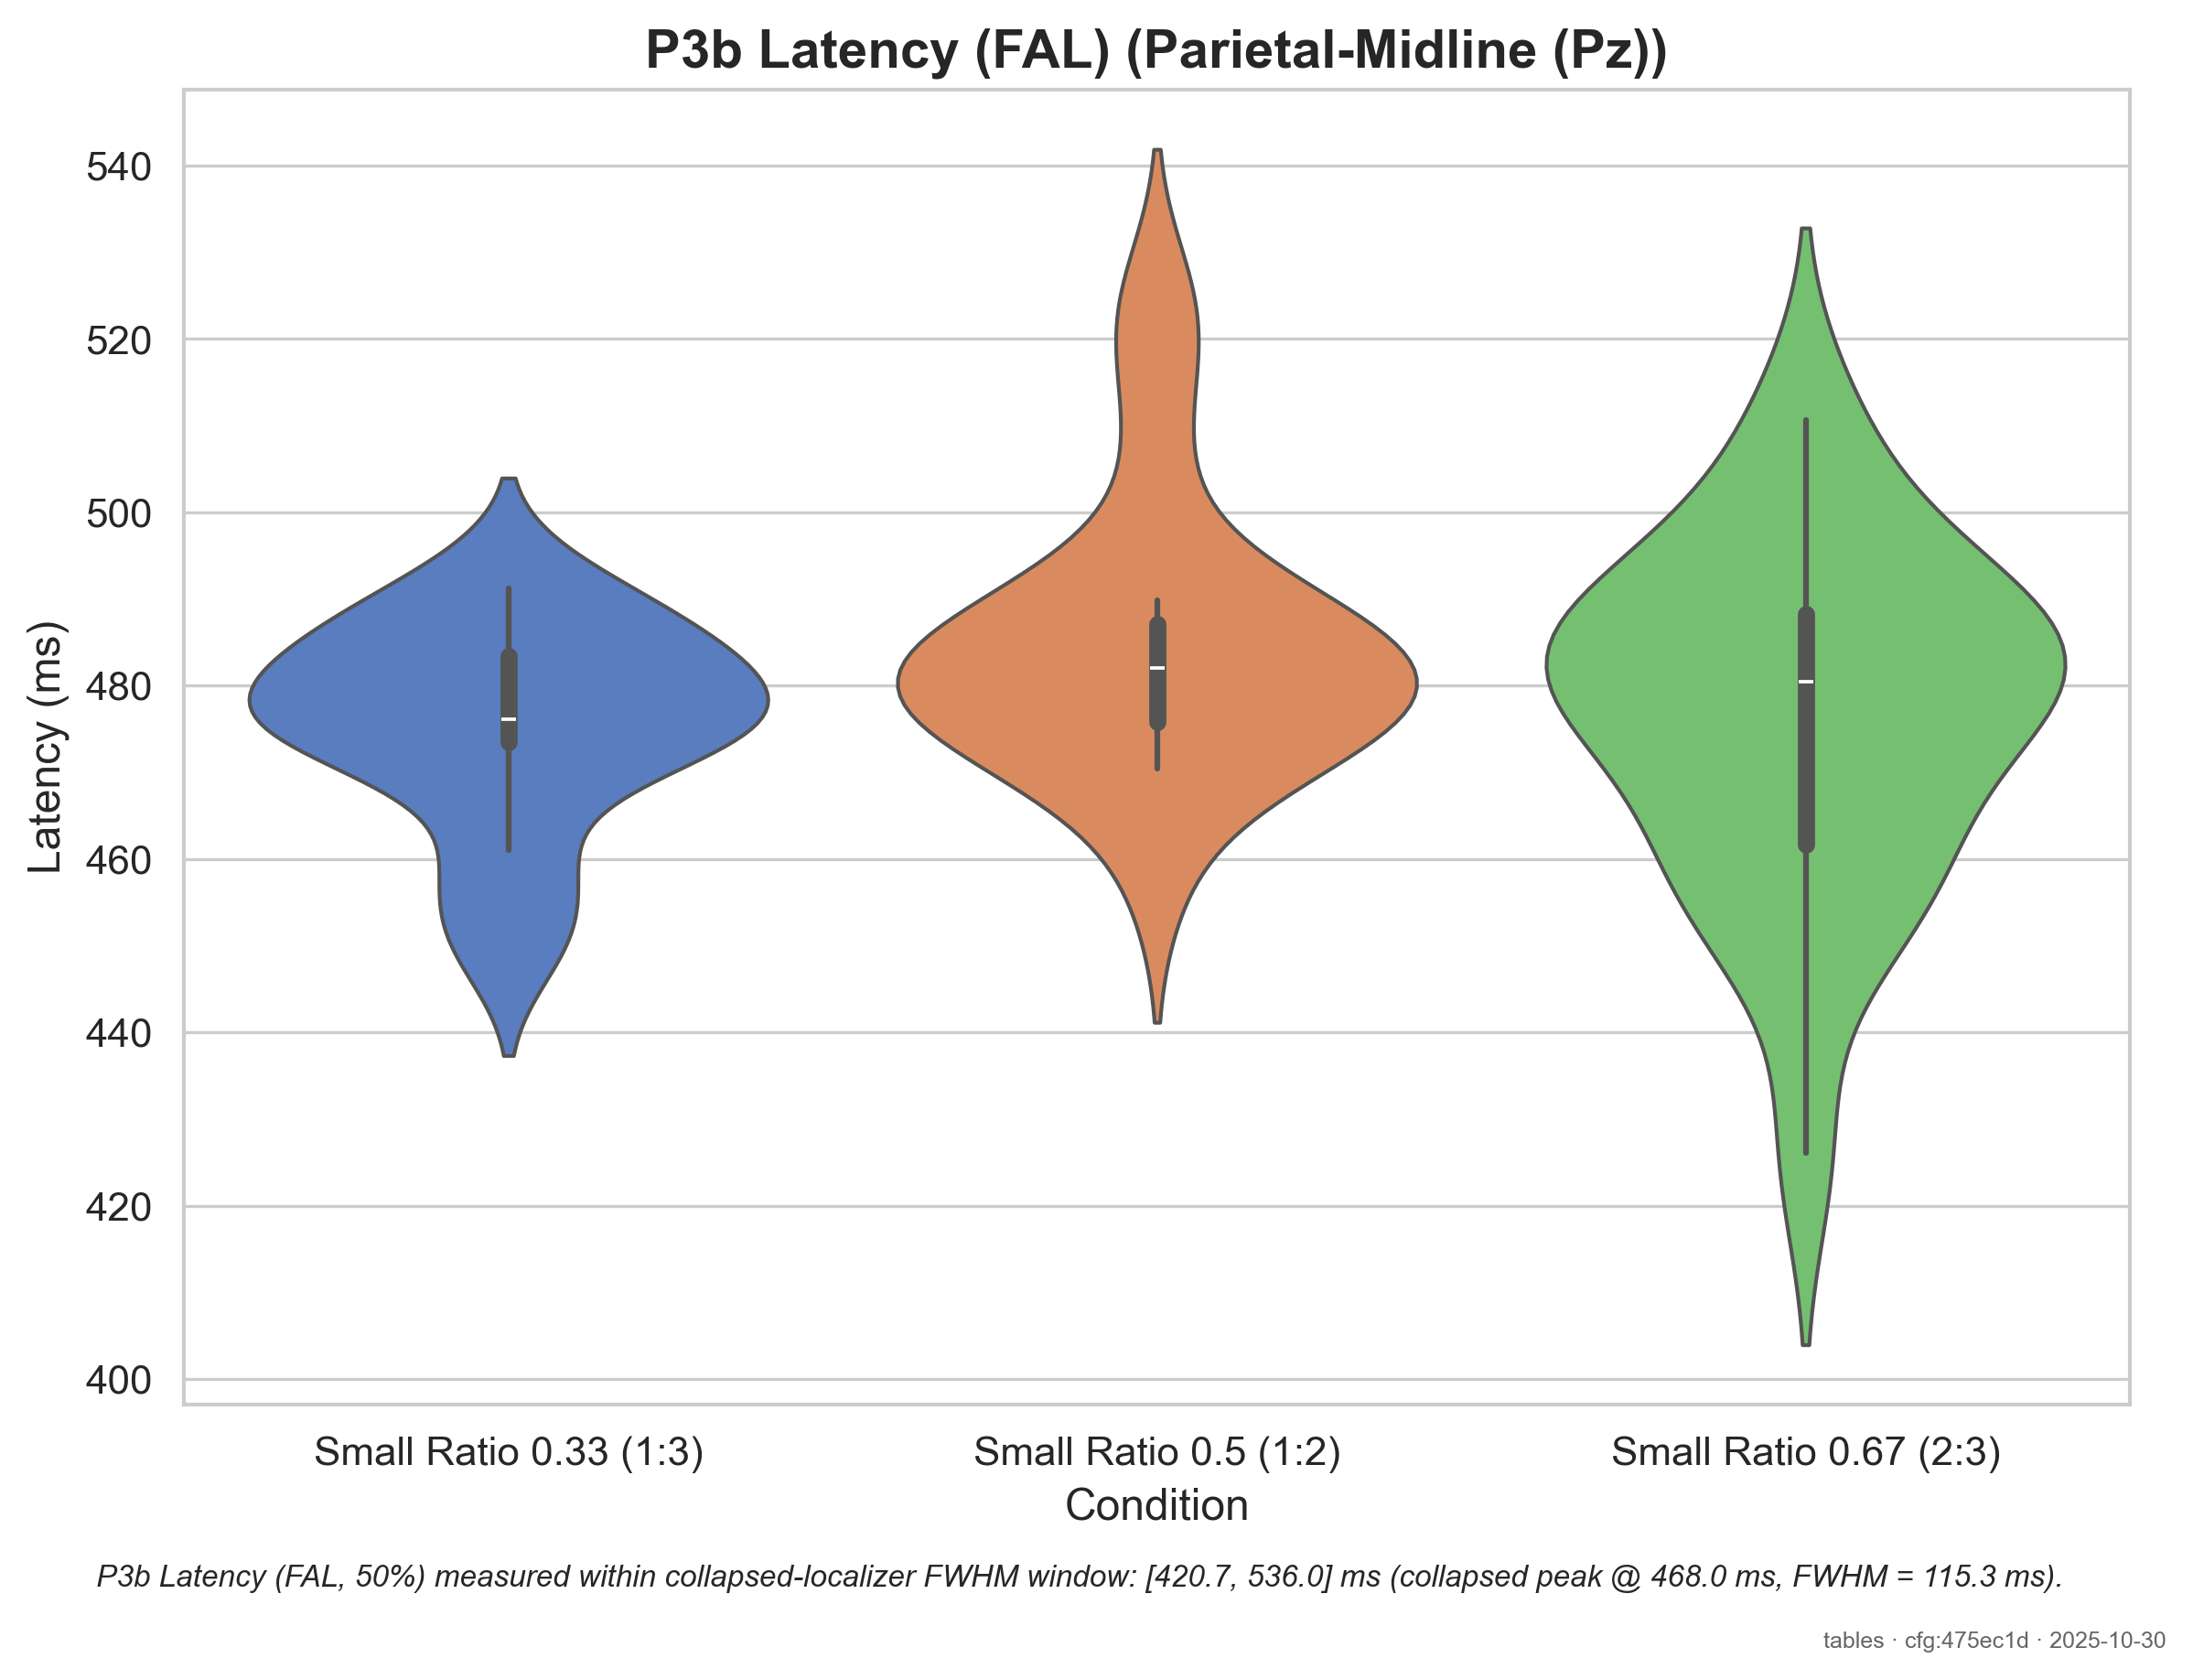 P3b Latency (FAL) (Parietal-Midline (Pz))
Latency (ms)
540
520
500
480
460
440
420
400
Small Ratio 0.33 (1:3)
Small Ratio 0.5 (1:2)
Small Ratio 0.67 (2:3)
Condition
P3b Latency (FAL, 50%) measured within collapsed-localizer FWHM window: [420.7, 536.0] ms (collapsed peak @ 468.0 ms, FWHM = 115.3 ms).
tables · cfg:475ec1d · 2025-10-30